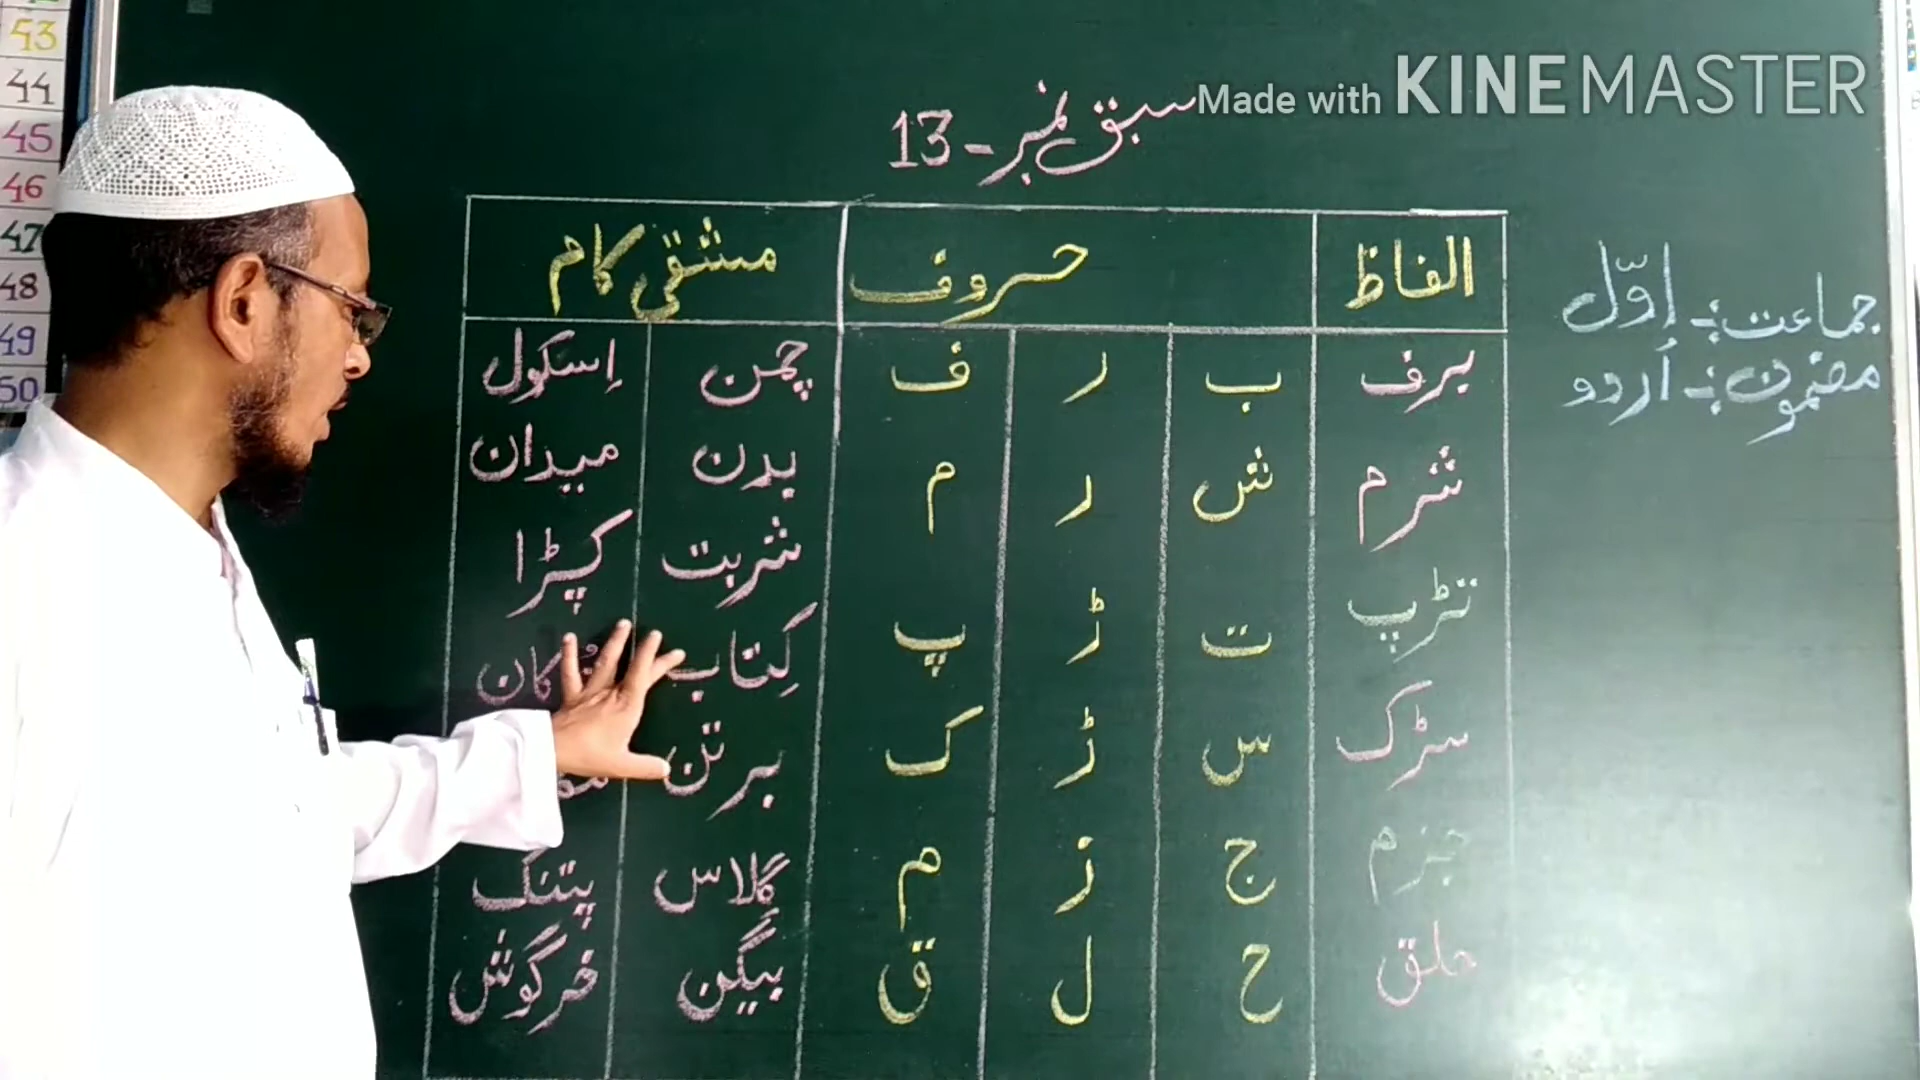 Made with KINEMASTER
سبق نمبر - 13
جماعت :- اوّل
مضمون :- اُردو
الفاظ حروف مشقی کام
برف ب ر ف چمن اِسکول
شرم ش ر م بدن میدان
شربت کپڑا
تڑپ ت ڑ پ کِتاب
سڑک س ڑ ک برتن
جزم ج ز م گلاس پتنگ
حلق ح ل ق بیگن خرگوش
43
44
45
46
47
48
49
50